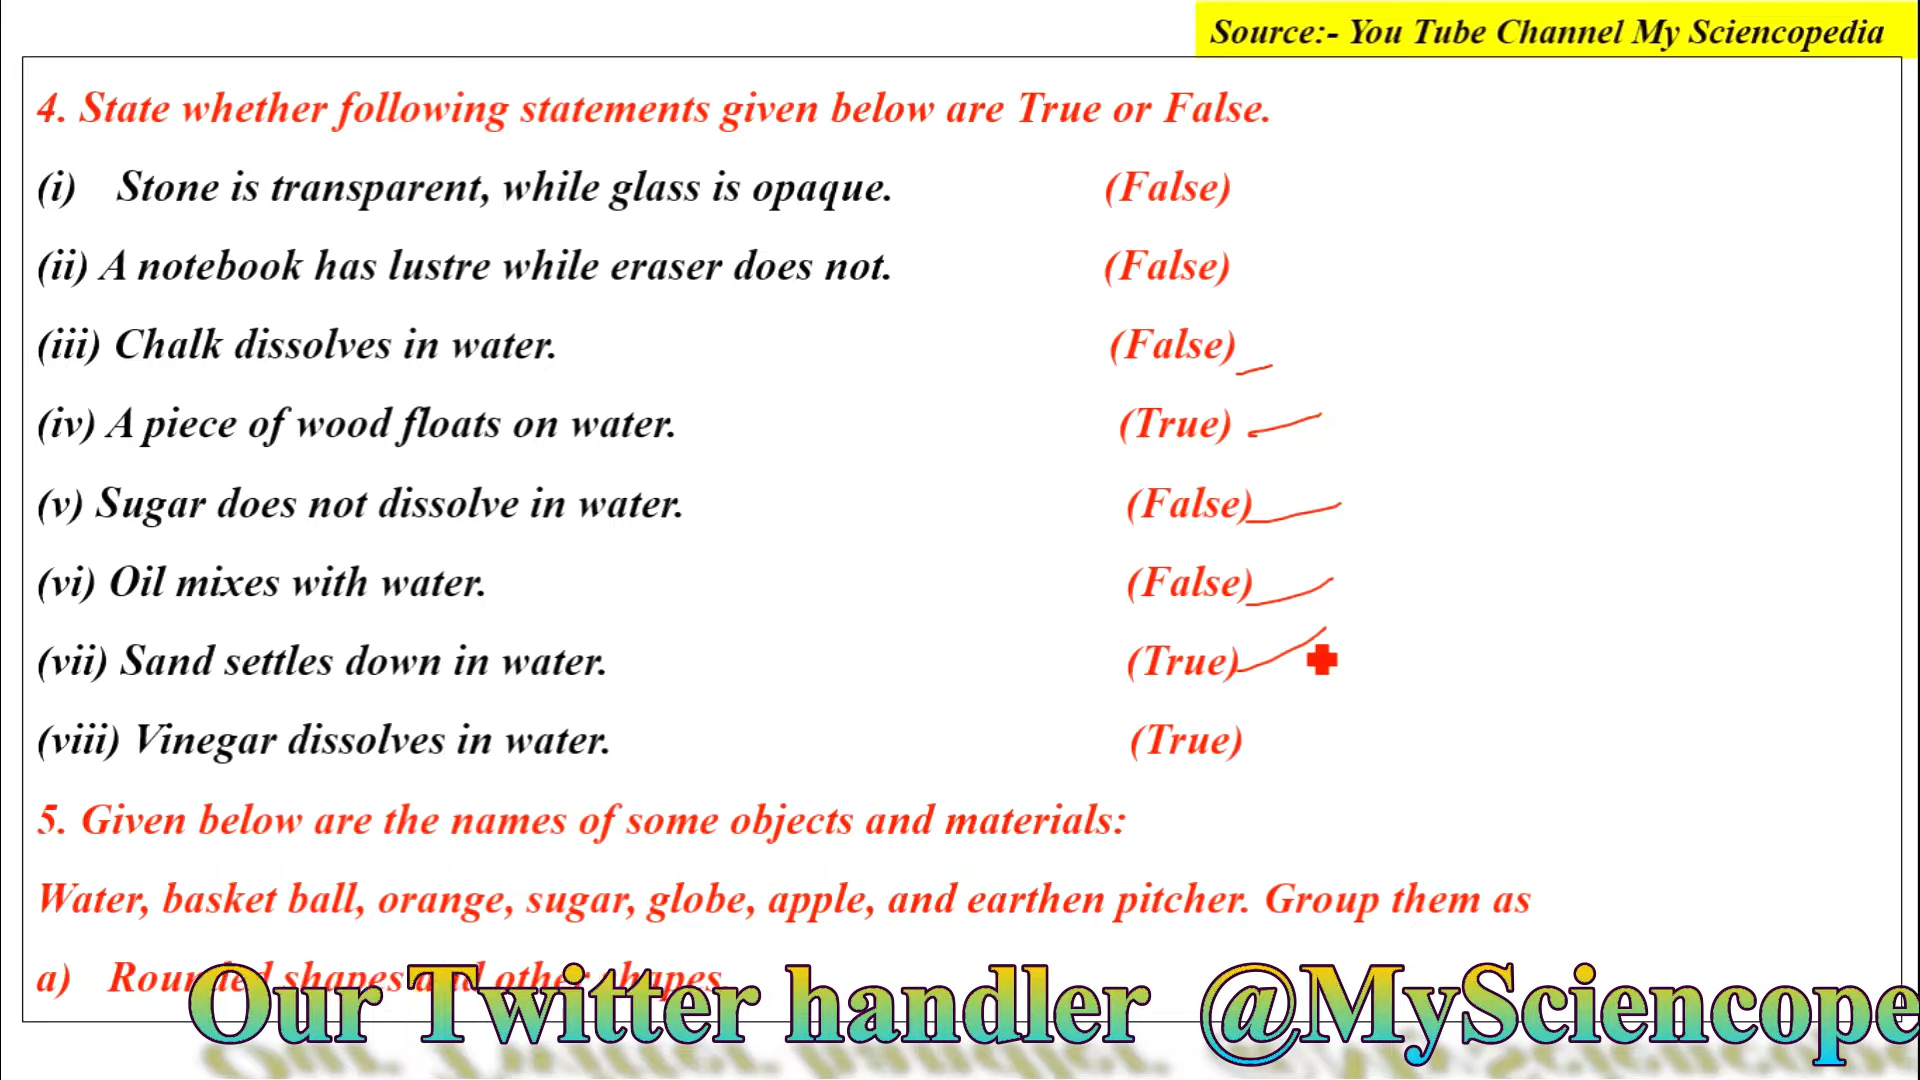 Source:- You Tube Channel My Sciencopedia
4. State whether following statements given below are True or False.
(i) Stone is transparent, while glass is opaque. (False)
(ii) A notebook has lustre while eraser does not. (False)
(iii) Chalk dissolves in water. (False)
(iv) A piece of wood floats on water. (True)
(v) Sugar does not dissolve in water. (False)
(vi) Oil mixes with water. (False)
(vii) Sand settles down in water. (True)
(viii) Vinegar dissolves in water. (True)
5. Given below are the names of some objects and materials:
Water, basket ball, orange, sugar, globe, apple, and earthen pitcher. Group them as
a) Rounded shapes and other shapes
Our Twitter handler @MySciencope